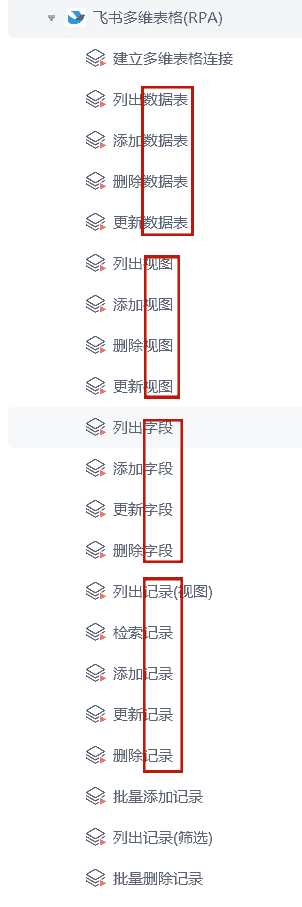 飞书多维表格(RPA)
建立多维表格连接
列出数据表
添加数据表
删除数据表
更新数据表
列出视图
添加视图
删除视图
更新视图
列出字段
添加字段
更新字段
删除字段
列出记录(视图)
检索记录
添加记录
更新记录
删除记录
批量添加记录
列出记录(筛选)
批量删除记录